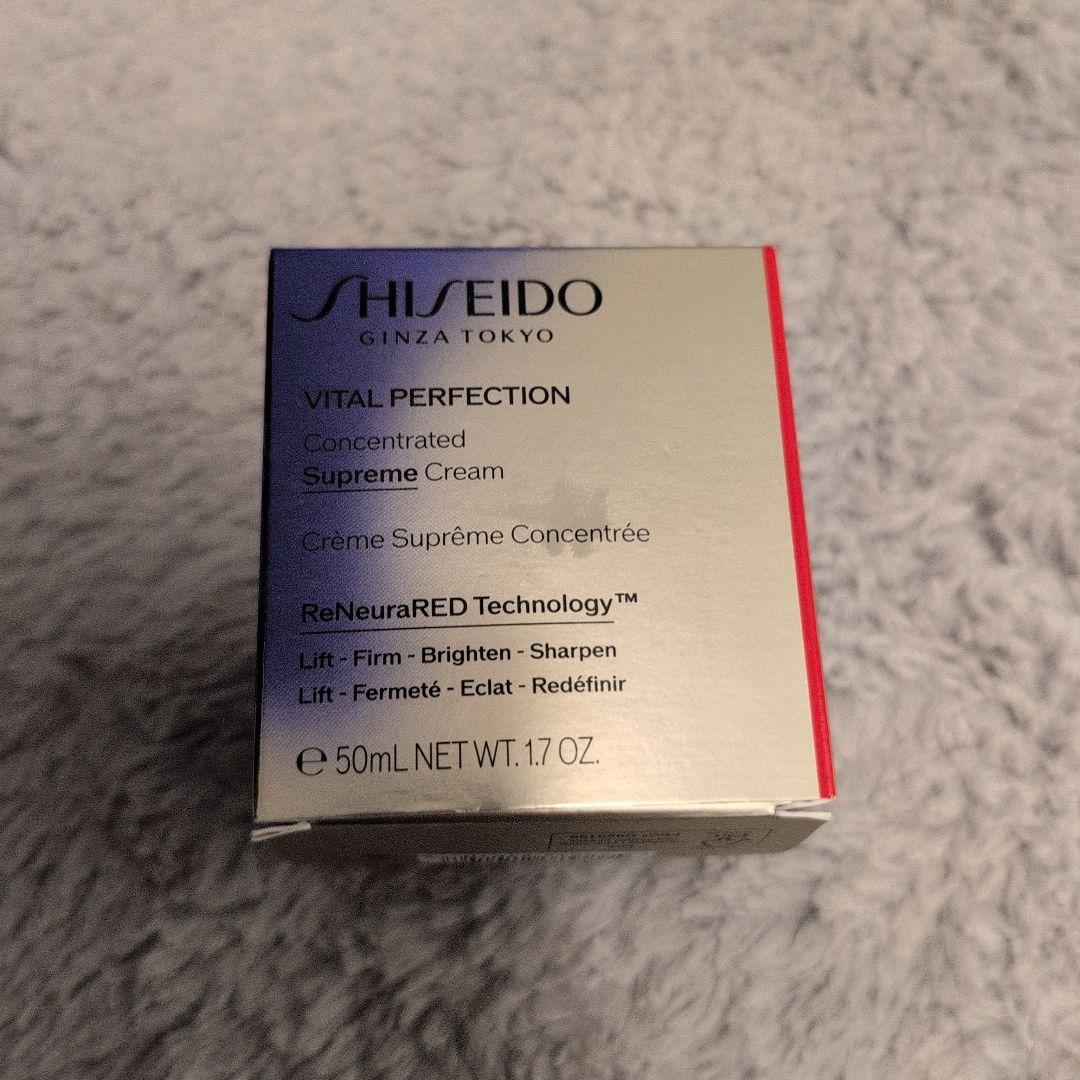 SHISEIDO
GINZA TOKYO
VITAL PERFECTION
Concentrated
Supreme Cream
Crème Suprême Concentrée
ReNeuraRED Technology™
Lift - Firm - Brighten - Sharpen
Lift - Fermeté - Eclat - Redéfinir
℮ 50mL NET WT. 1.7 OZ.